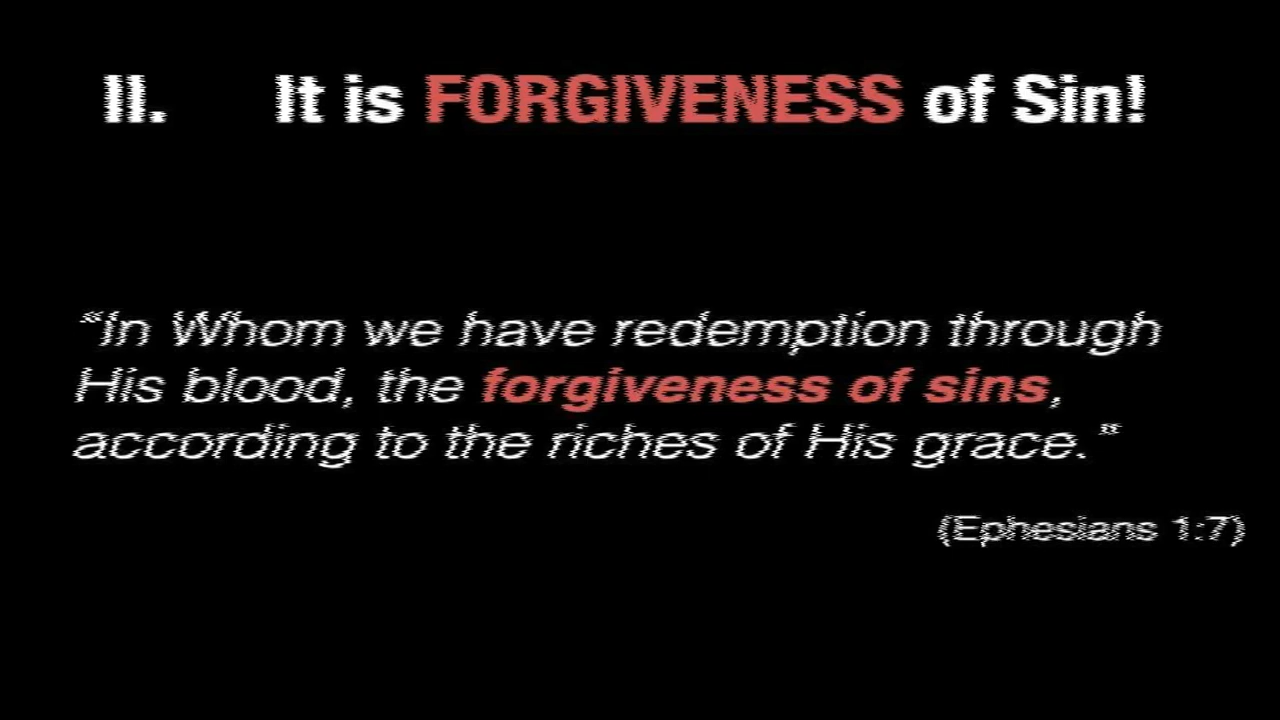 II. It is FORGIVENESS of Sin!
“In Whom we have redemption through
His blood, the forgiveness of sins,
according to the riches of His grace.”
(Ephesians 1:7)